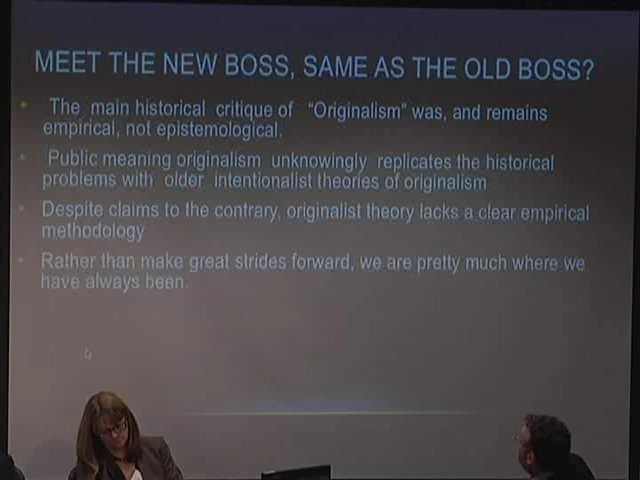 MEET THE NEW BOSS, SAME AS THE OLD BOSS?
The main historical critique of "Originalism" was, and remains
empirical, not epistemological.
Public meaning originalism unknowingly replicates the historical
problems with older intentionalist theories of originalism
Despite claims to the contrary, originalist theory lacks a clear empirical
methodology
Rather than make great strides forward, we are pretty much where we
have always been.